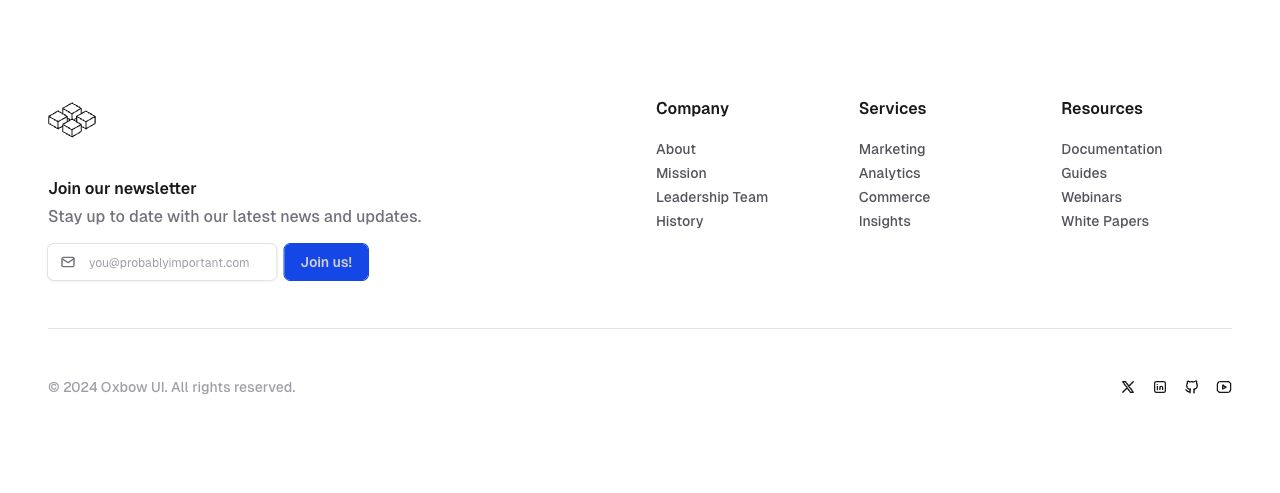 Join our newsletter
Stay up to date with our latest news and updates.
you@probablyimportant.com
Join us!
Company
About
Mission
Leadership Team
History
Services
Marketing
Analytics
Commerce
Insights
Resources
Documentation
Guides
Webinars
White Papers
© 2024 Oxbow UI. All rights reserved.